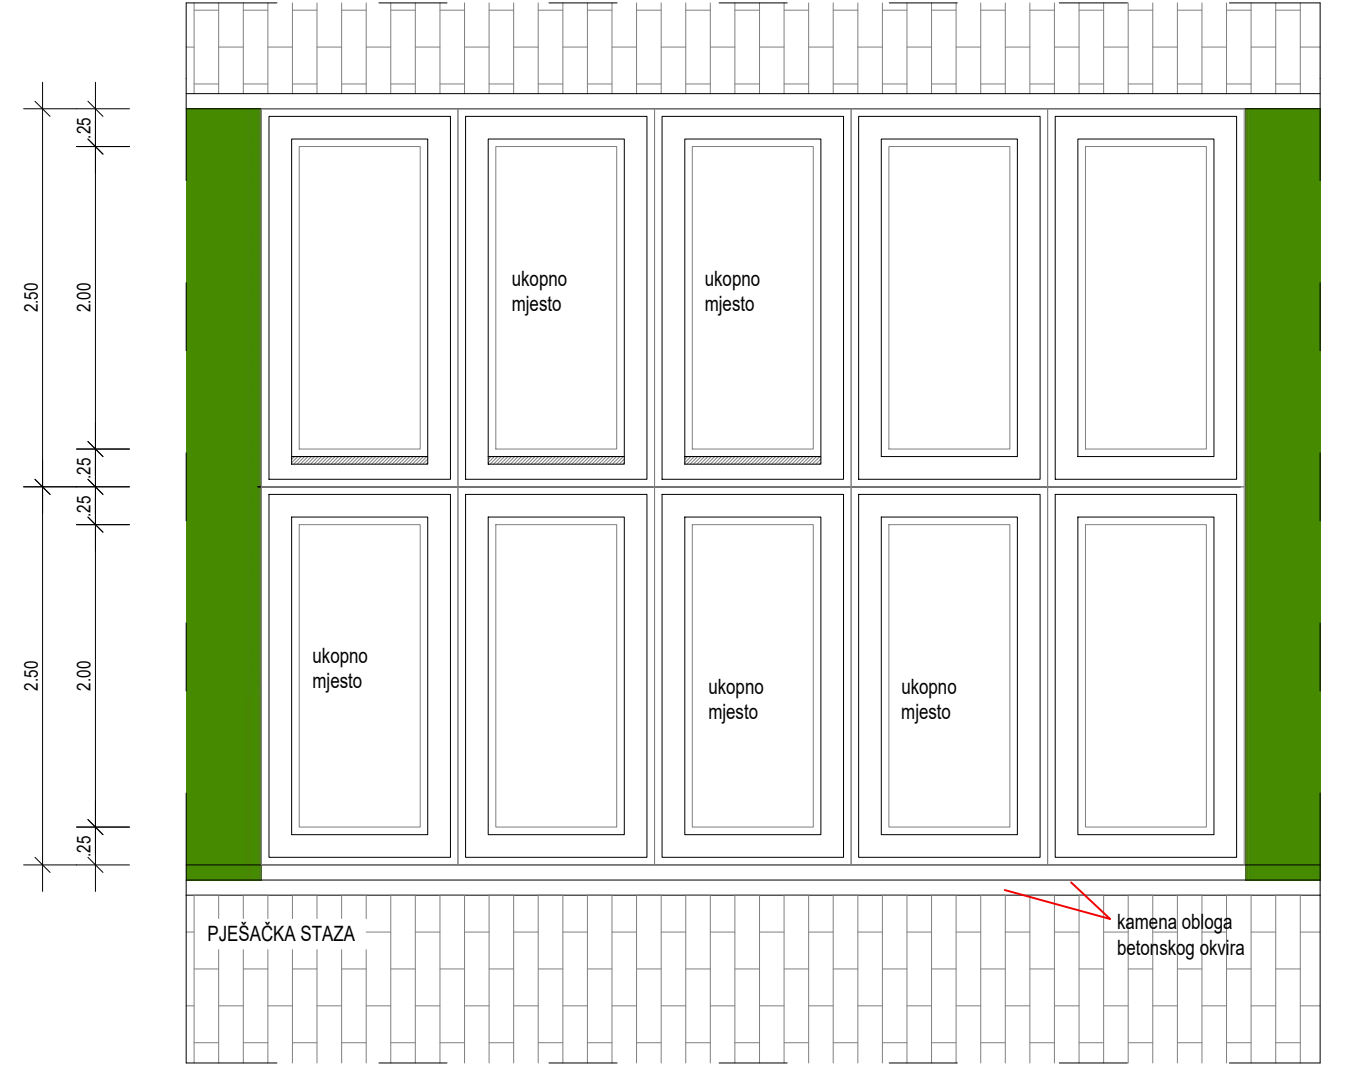 .25
2.50
2.00
.25
.25
2.50
2.00
.25
ukopno
mjesto
ukopno
mjesto
ukopno
mjesto
ukopno
mjesto
ukopno
mjesto
PJEŠAČKA STAZA
kamena obloga
betonskog okvira